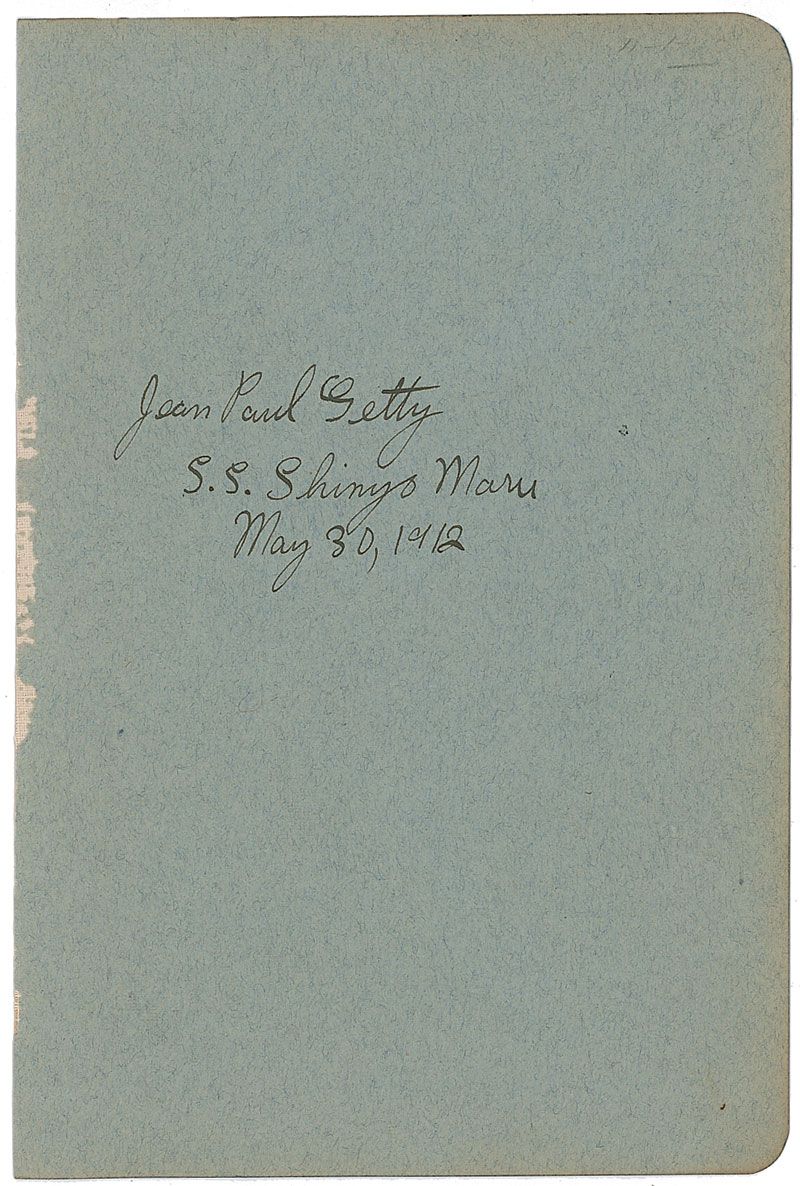 Jean Paul Getty
S.S. Shinyo Maru
May 30, 1912